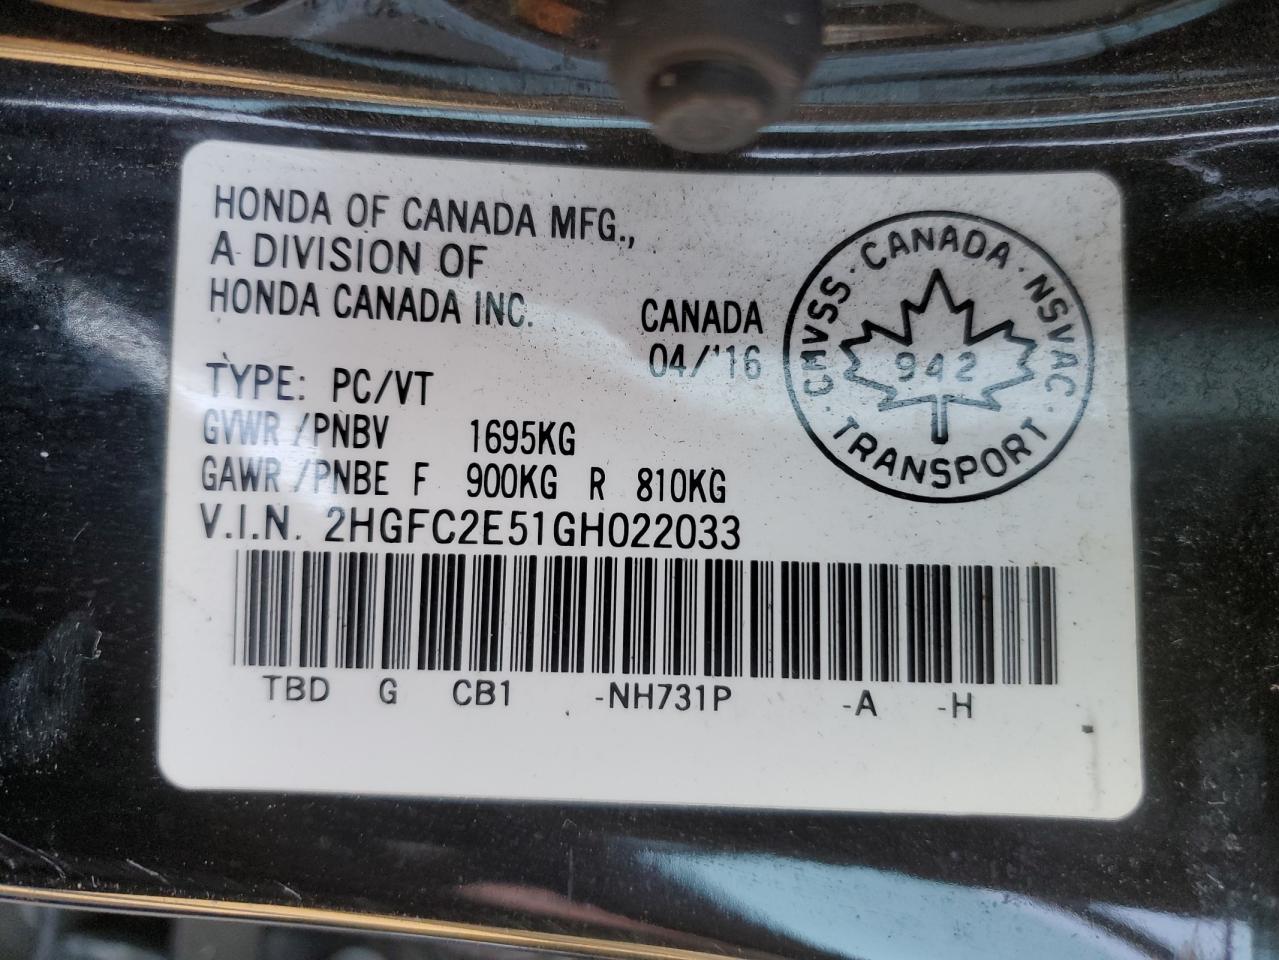 HONDA OF CANADA MFG.,
A DIVISION OF
HONDA CANADA INC.
CANADA
04/'16
CMVSS · CANADA · NSVAC
942
· TRANSPORT ·
TYPE: PC/VT
GVWR /PNBV 1695KG
GAWR /PNBE F 900KG R 810KG
V.I.N. 2HGFC2E51GH022033
TBD G CB1 -NH731P -A -H